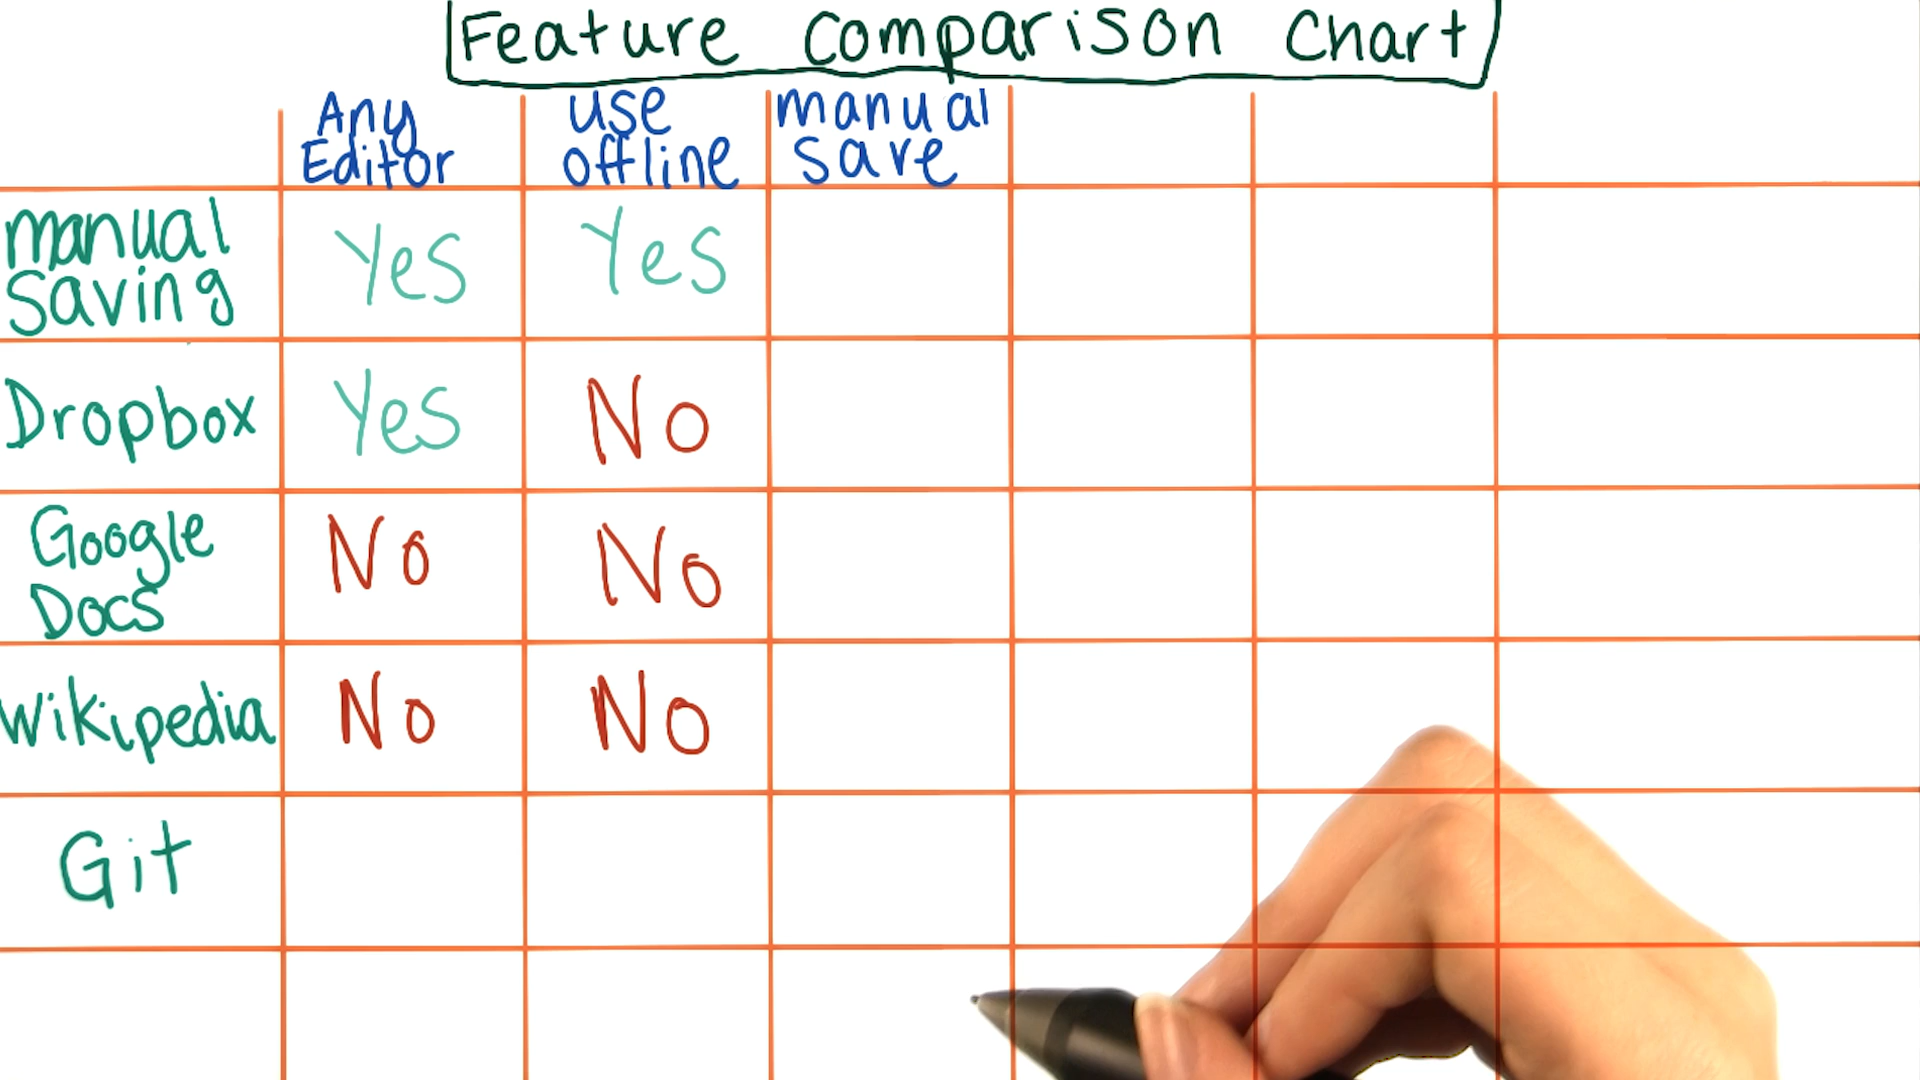 Feature Comparison Chart
Any Editor
use offline
manual save
manual saving
Yes
Yes
Dropbox
Yes
No
Google Docs
No
No
Wikipedia
No
No
Git